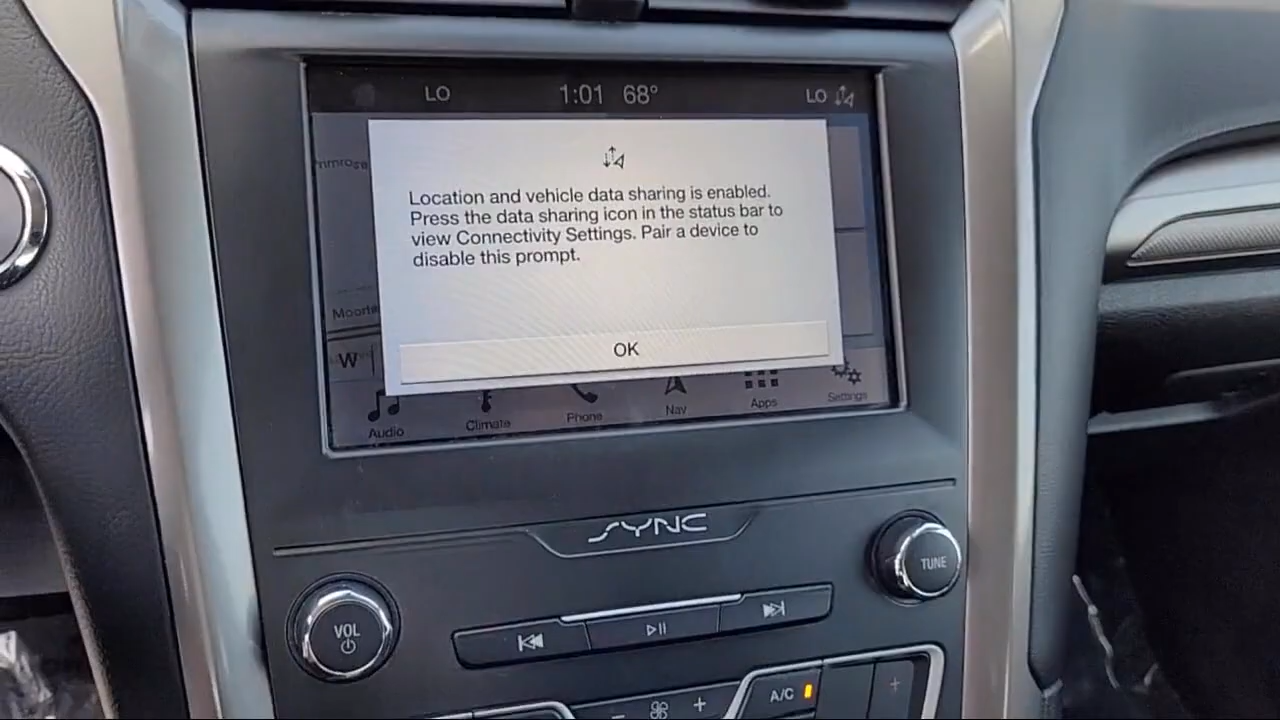 LO 1:01 68° LO
Location and vehicle data sharing is enabled.
Press the data sharing icon in the status bar to
view Connectivity Settings. Pair a device to
disable this prompt.
OK
W
Audio Climate Phone Nav Apps Settings
SYNC
TUNE
VOL
A/C